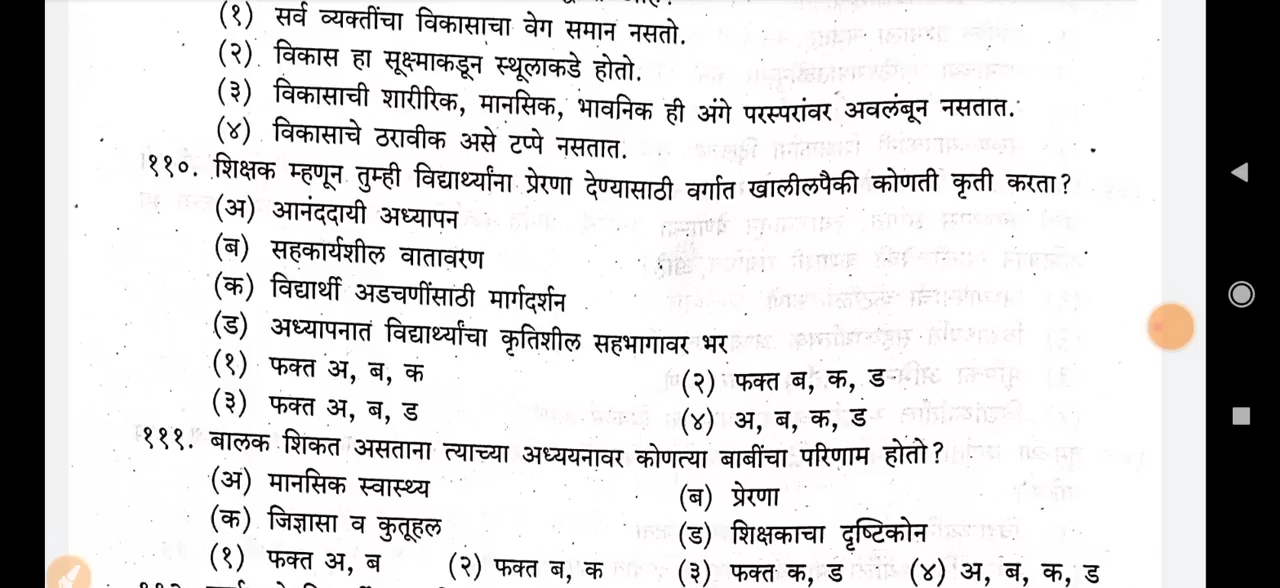 (१) सर्व व्यक्तींचा विकासाचा वेग समान नसतो.
(२) विकास हा सूक्ष्माकडून स्थूलाकडे होतो.
(३) विकासाची शारीरिक, मानसिक, भावनिक ही अंगे परस्परांवर अवलंबून नसतात.
(४) विकासाचे ठरावीक असे टप्पे नसतात.
११०. शिक्षक म्हणून तुम्ही विद्यार्थ्यांना प्रेरणा देण्यासाठी वर्गात खालीलपैकी कोणती कृती करता?
(अ) आनंददायी अध्यापन
(ब) सहकार्यशील वातावरण
(क) विद्यार्थी अडचणींसाठी मार्गदर्शन
(ड) अध्यापनात विद्यार्थ्यांचा कृतिशील सहभागावर भर
(१) फक्त अ, ब, क (२) फक्त ब, क, ड
(३) फक्त अ, ब, ड (४) अ, ब, क, ड
१११. बालक शिकत असताना त्याच्या अध्ययनावर कोणत्या बाबींचा परिणाम होतो?
(अ) मानसिक स्वास्थ्य (ब) प्रेरणा
(क) जिज्ञासा व कुतूहल (ड) शिक्षकाचा दृष्टिकोन
(१) फक्त अ, ब (२) फक्त ब, क (३) फक्त क, ड (४) अ, ब, क, ड